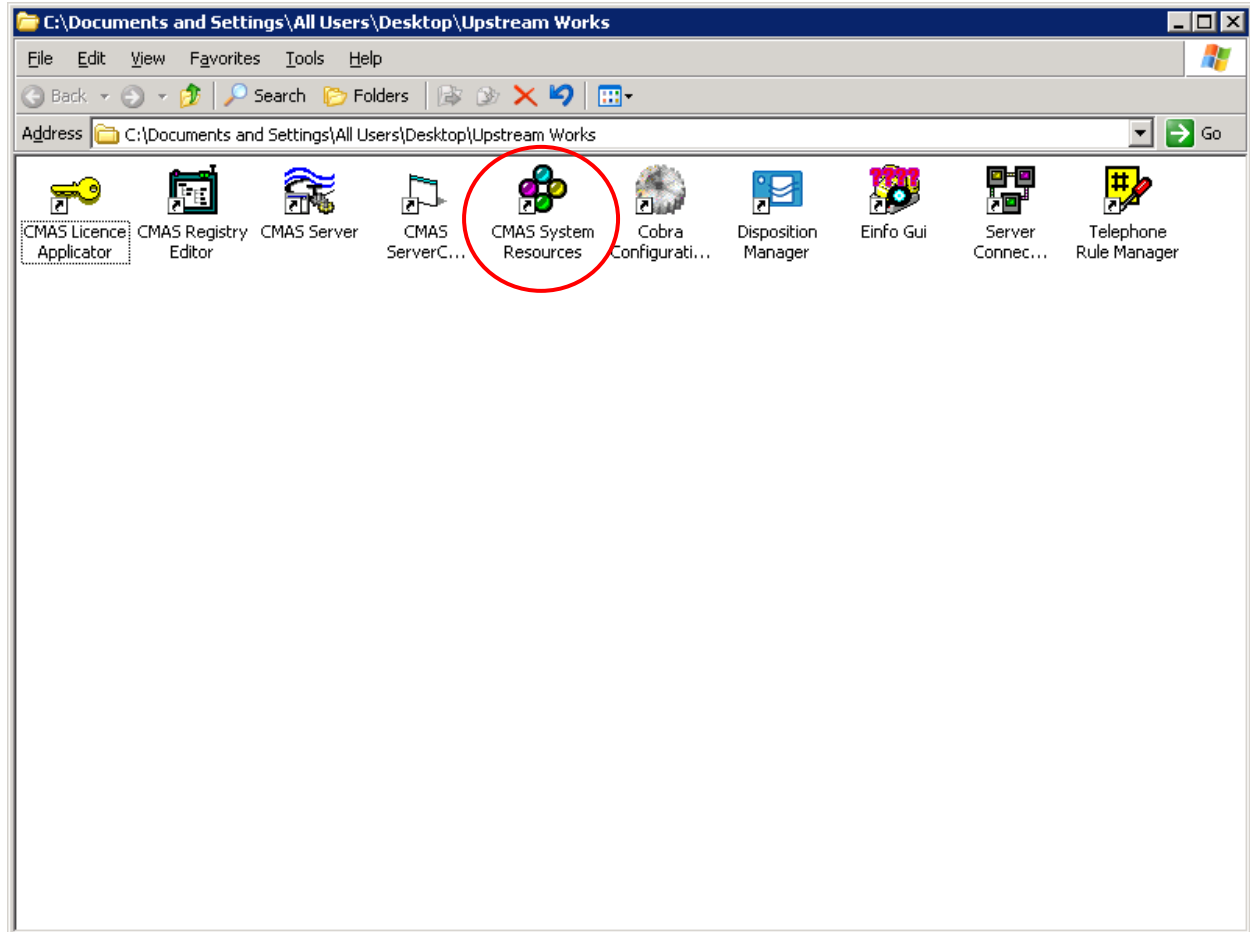 C:\Documents and Settings\All Users\Desktop\Upstream Works
File Edit View Favorites Tools Help
Back Search Folders
Address C:\Documents and Settings\All Users\Desktop\Upstream Works Go
CMAS Licence Applicator
CMAS Registry Editor
CMAS Server
CMAS ServerC...
CMAS System Resources
Cobra Configurati...
Disposition Manager
????
Einfo Gui
Server Connec...
#
Telephone Rule Manager